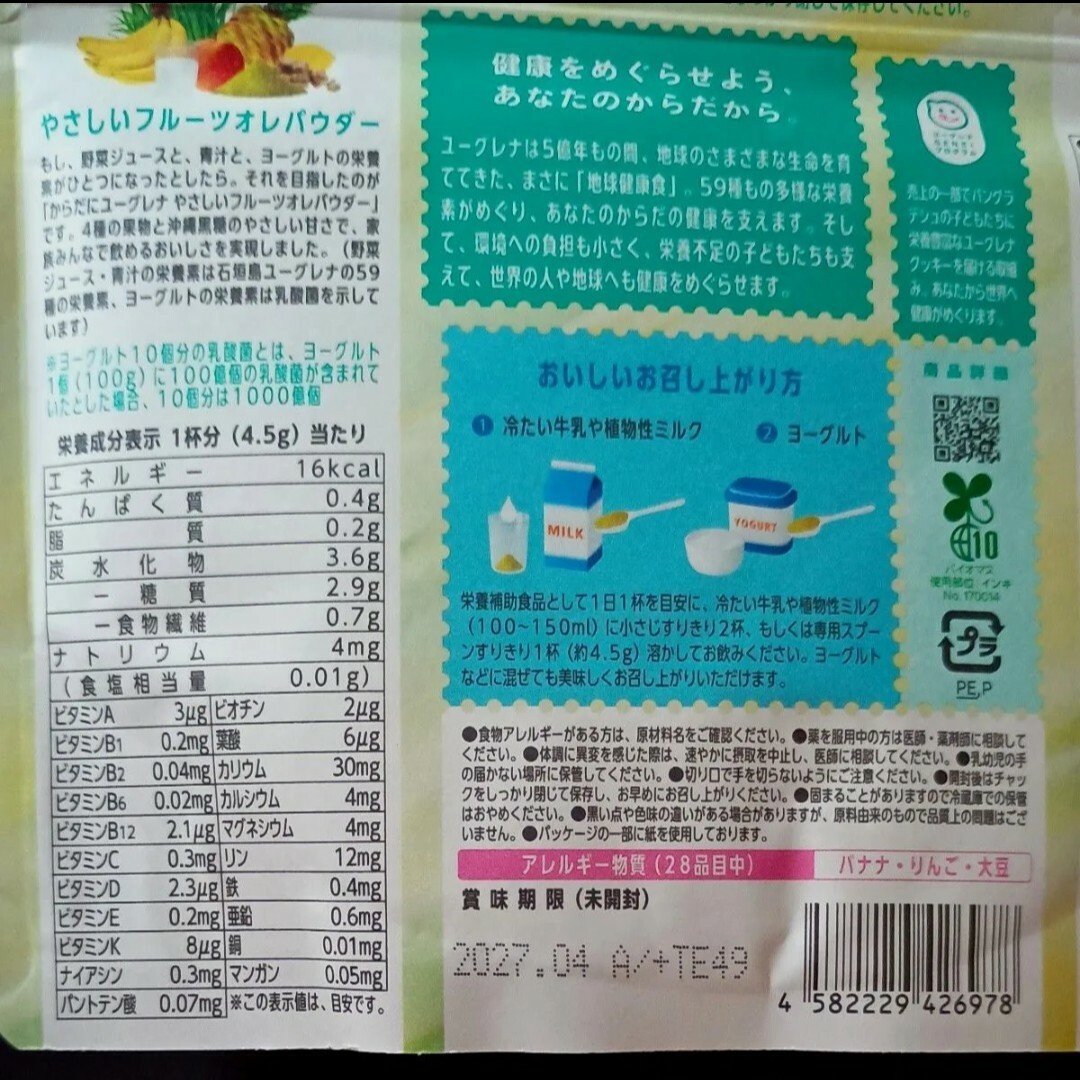 やさしいフルーツオレパウダー
もし、野菜ジュースと、青汁と、ヨーグルトの栄養
素がひとつになったとしたら。それを目指したのが
「からだにユーグレナ やさしいフルーツオレパウダー」
です。4種の果物と沖縄黒糖のやさしい甘さで、家
族みんなで飲めるおいしさを実現しました。（野菜
ジュース・青汁の栄養素は石垣島ユーグレナの59
種の栄養素、ヨーグルトの栄養素は乳酸菌を示して
います）
※ヨーグルト10個分の乳酸菌とは、ヨーグルト
1個（100g）に100億個の乳酸菌が含まれて
いたとした場合、10個分は1000億個
栄養成分表示 1杯分（4.5g）当たり
エネルギー 16kcal
たんぱく質 0.4g
脂質 0.2g
炭水化物 3.6g
－糖質 2.9g
－食物繊維 0.7g
ナトリウム 4mg
（食塩相当量 0.01g）
ビタミンA 3μg ビオチン 2μg
ビタミンB1 0.2mg 葉酸 6μg
ビタミンB2 0.04mg カリウム 30mg
ビタミンB6 0.02mg カルシウム 4mg
ビタミンB12 2.1μg マグネシウム 4mg
ビタミンC 0.3mg リン 12mg
ビタミンD 2.3μg 鉄 0.4mg
ビタミンE 0.2mg 亜鉛 0.6mg
ビタミンK 8μg 銅 0.01mg
ナイアシン 0.3mg マンガン 0.05mg
パントテン酸 0.07mg ※この表示値は、目安です。
健康をめぐらせよう、
あなたのからだから。
ユーグレナは5億年もの間、地球のさまざまな生命を育
ててきた、まさに「地球健康食」。59種もの多様な栄養
素がめぐり、あなたのからだの健康を支えます。そし
て、環境への負担も小さく、栄養不足の子どもたちも支
えて、世界の人や地球へも健康をめぐらせます。
ユーグレナ
GENKI
プログラム
売上の一部でバングラ
デシュの子どもたちに
栄養豊富なユーグレナ
クッキーを届ける取組
み。あなたから世界へ
健康がめぐります。
おいしいお召し上がり方
1 冷たい牛乳や植物性ミルク
2 ヨーグルト
MILK
YOGURT
栄養補助食品として1日1杯を目安に、冷たい牛乳や植物性ミルク
（100~150ml）に小さじすりきり2杯、もしくは専用スプー
ンすりきり1杯（約4.5g）溶かしてお飲みください。ヨーグルト
などに混ぜても美味しくお召し上がりいただけます。
商品詳細
10
バイオマス
使用部位 インキ
No.170014
プラ
PE,P
●食物アレルギーがある方は、原材料名をご確認ください。●薬を服用中の方は医師・薬剤師に相談して
ください。●体調に異変を感じた際は、速やかに摂取を中止し、医師に相談してください。●乳幼児の手
の届かない場所に保管してください。●切り口で手を切らないようにご注意ください。●開封後はチャッ
クをしっかり閉じて保存し、お早めにお召し上がりください。●固まることがありますので冷蔵庫での保管
はおやめください。●黒い点や色味の違いがある場合がありますが、原料由来のもので品質上の問題はござ
いません。●パッケージの一部に紙を使用しております。
アレルギー物質（28品目中） バナナ・りんご・大豆
賞味期限（未開封）
2027.04 A/+TE49
4 582229 426978